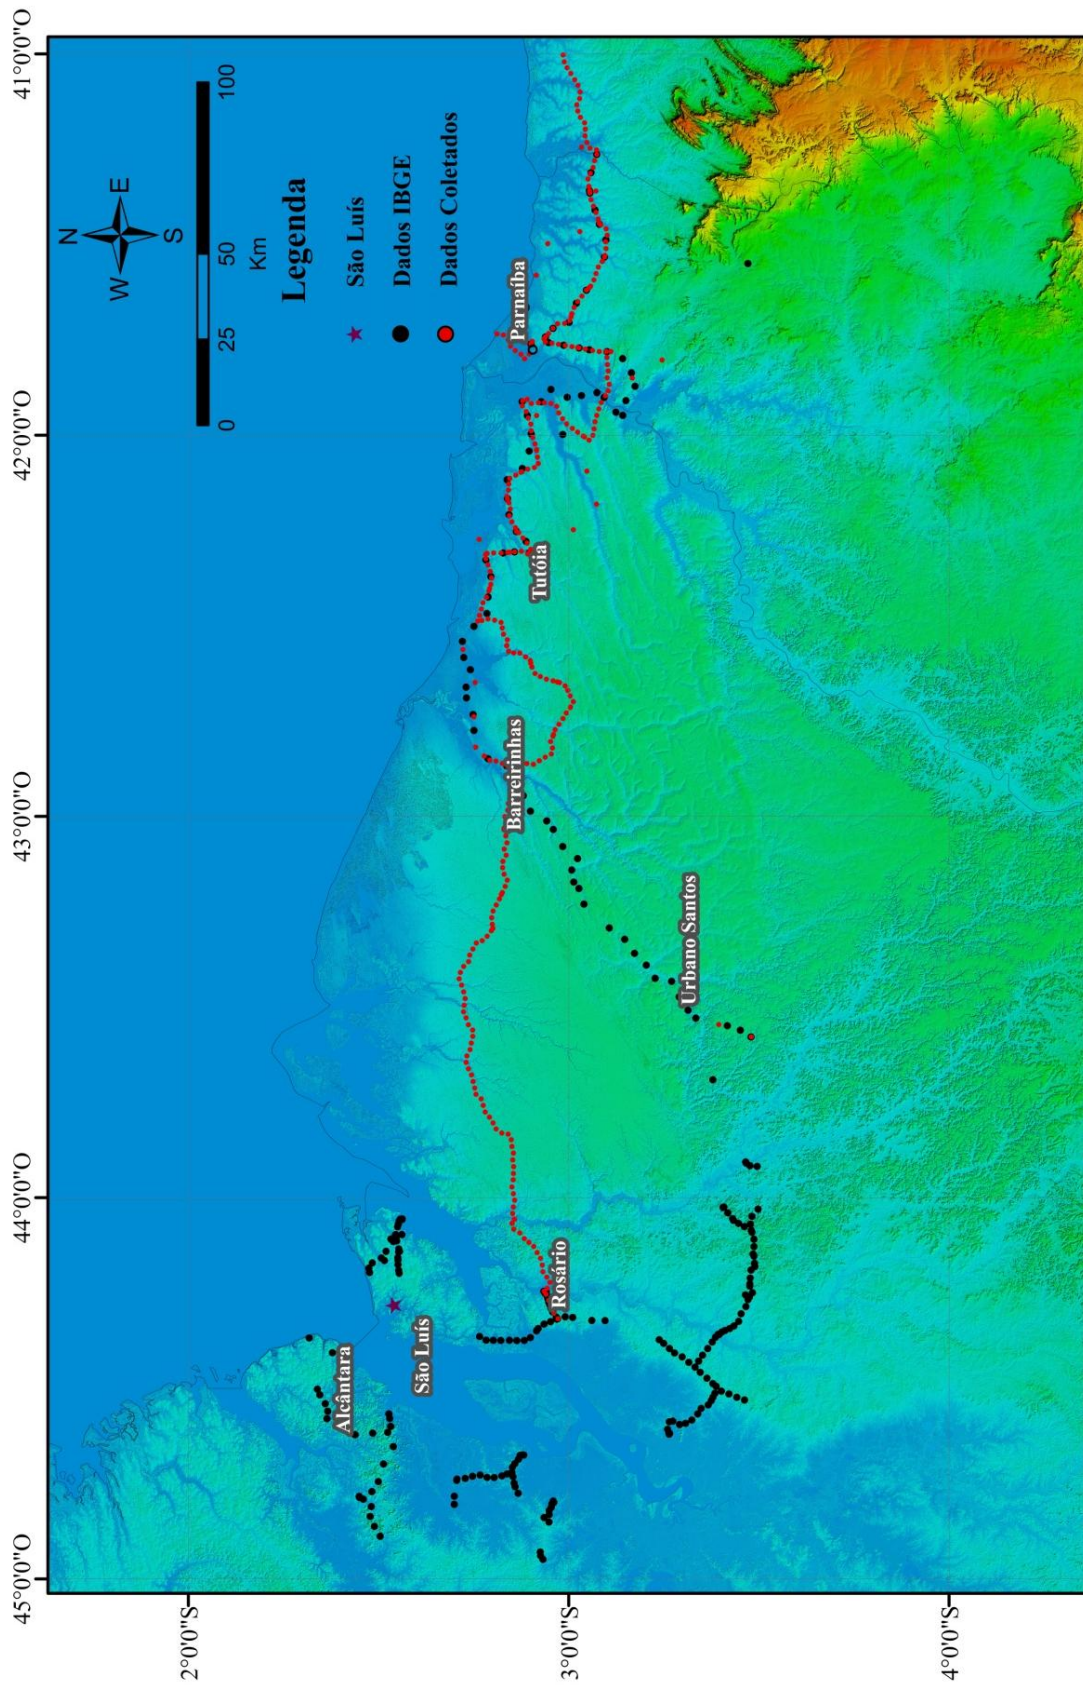 45°0'0"O
44°0'0"O
43°0'0"O
42°0'0"O
41°0'0"O
2°0'0"S
3°0'0"S
4°0'0"S
N
W
E
S
0
25
50
100
Km
Legenda
São Luís
Dados IBGE
Dados Coletados
Alcântara
São Luís
Rosário
Urbano Santos
Barreirinhas
Tutóia
Parnaíba